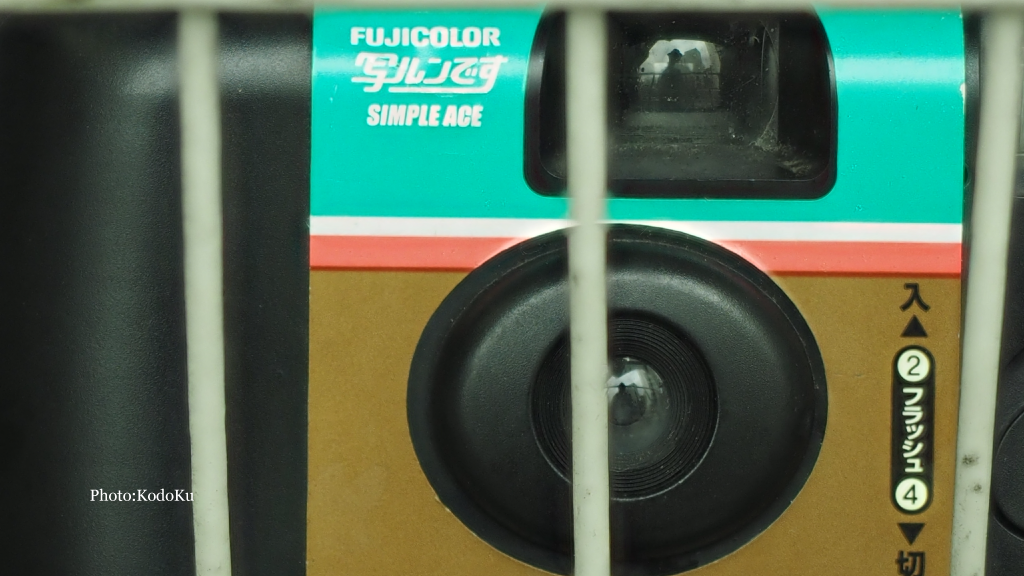 FUJICOLOR
写ルンです
SIMPLE ACE
入
▲
②
フラッシュ
④
▼
切
Photo:KodoKu